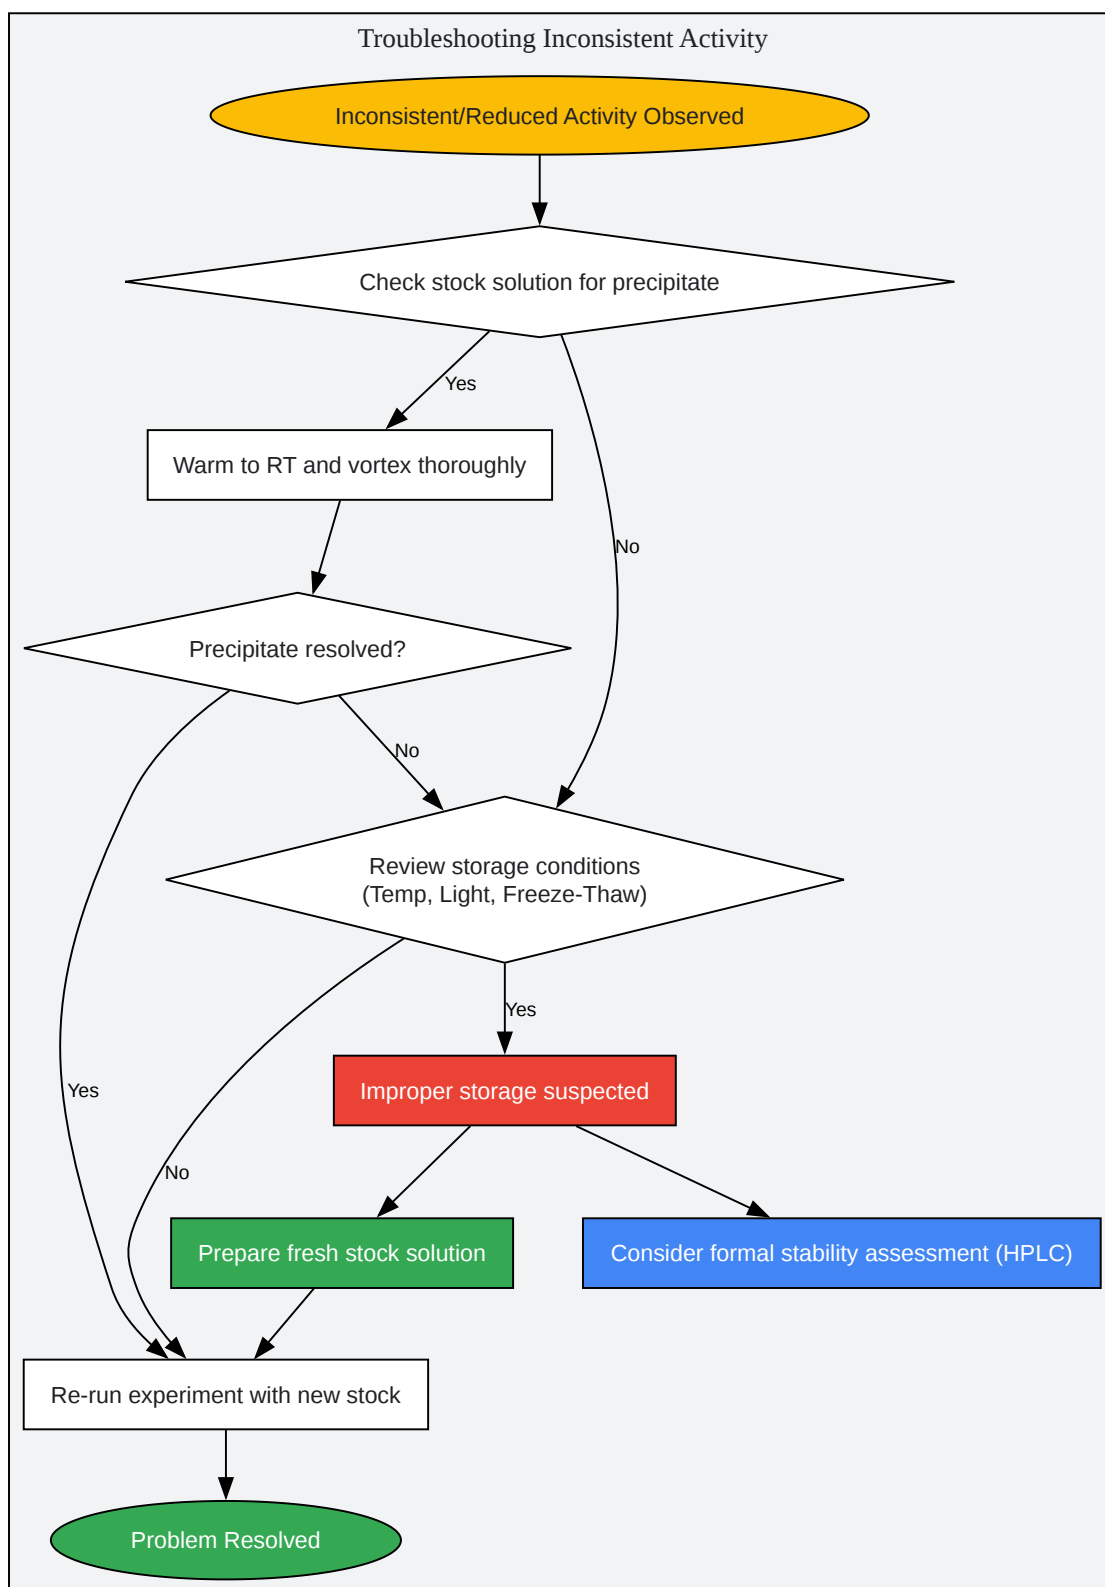 Troubleshooting Inconsistent Activity
Inconsistent/Reduced Activity Observed
Check stock solution for precipitate
Yes
Warm to RT and vortex thoroughly
No
Precipitate resolved?
No
Review storage conditions
(Temp, Light, Freeze-Thaw)
Yes
Improper storage suspected
Yes
No
Prepare fresh stock solution
Consider formal stability assessment (HPLC)
Re-run experiment with new stock
Problem Resolved